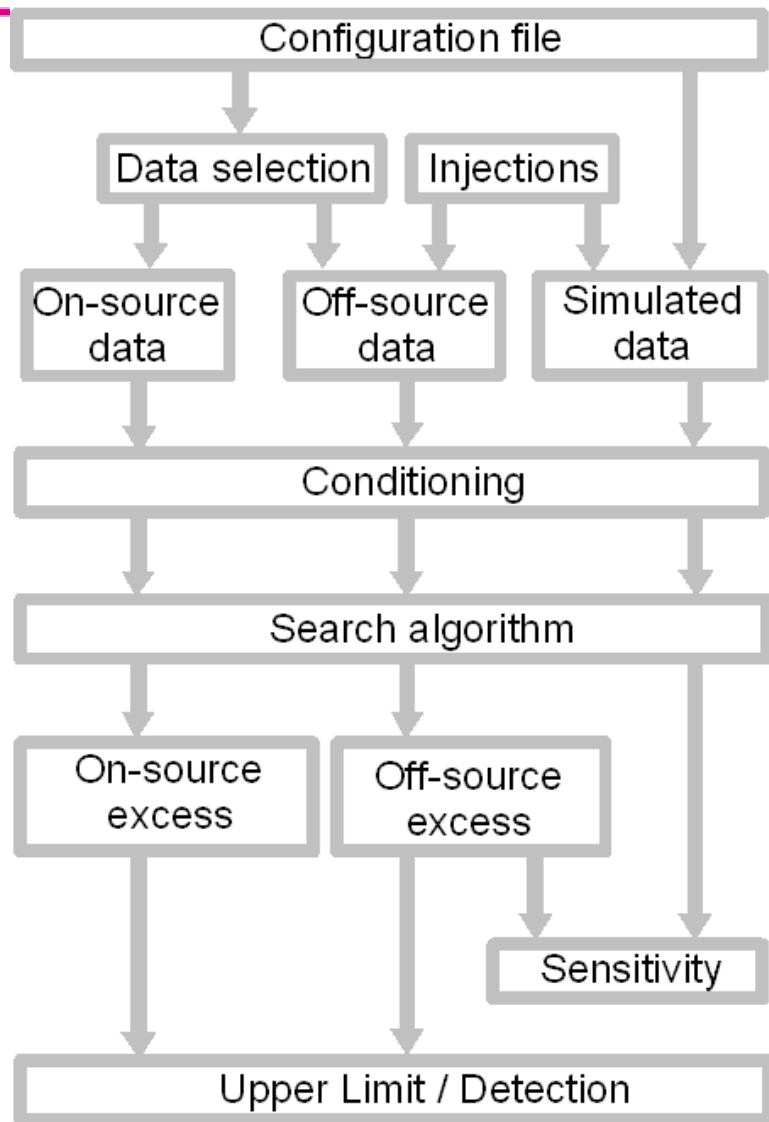 Configuration file
Data selection
Injections
On-source
data
Off-source
data
Simulated
data
Conditioning
Search algorithm
On-source
excess
Off-source
excess
Sensitivity
Upper Limit / Detection